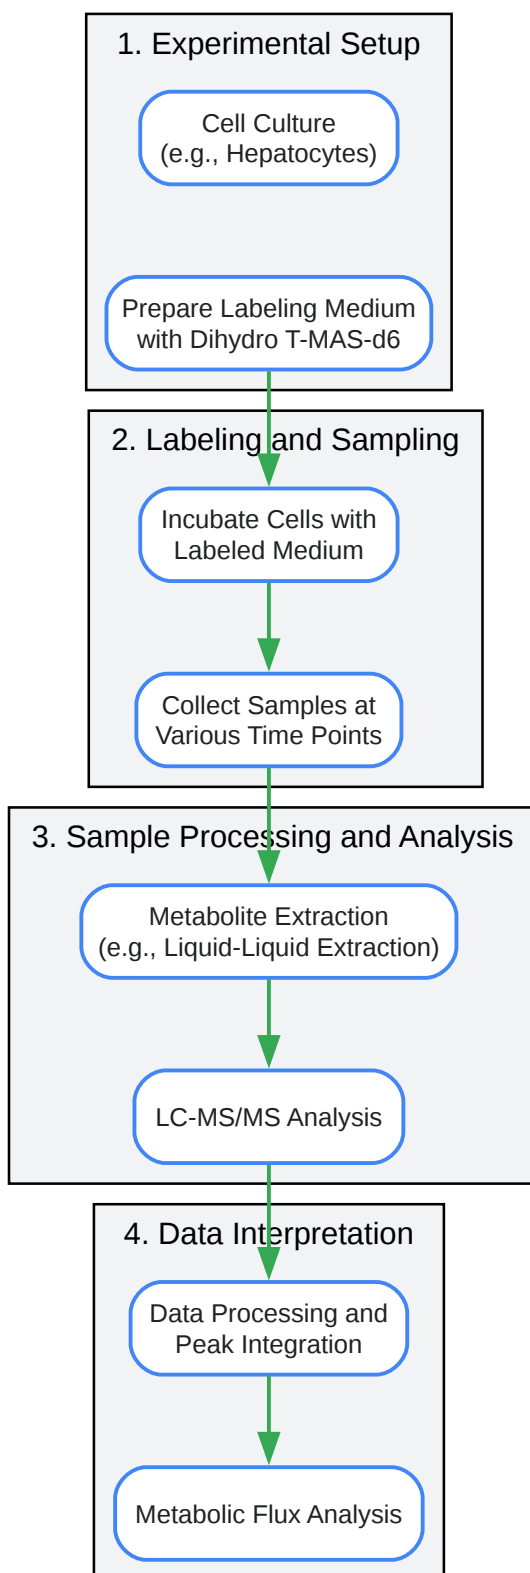 1. Experimental Setup
Cell Culture
(e.g., Hepatocytes)
Prepare Labeling Medium
with Dihydro T-MAS-d6
2. Labeling and Sampling
Incubate Cells with
Labeled Medium
Collect Samples at
Various Time Points
3. Sample Processing and Analysis
Metabolite Extraction
(e.g., Liquid-Liquid Extraction)
LC-MS/MS Analysis
4. Data Interpretation
Data Processing and
Peak Integration
Metabolic Flux Analysis